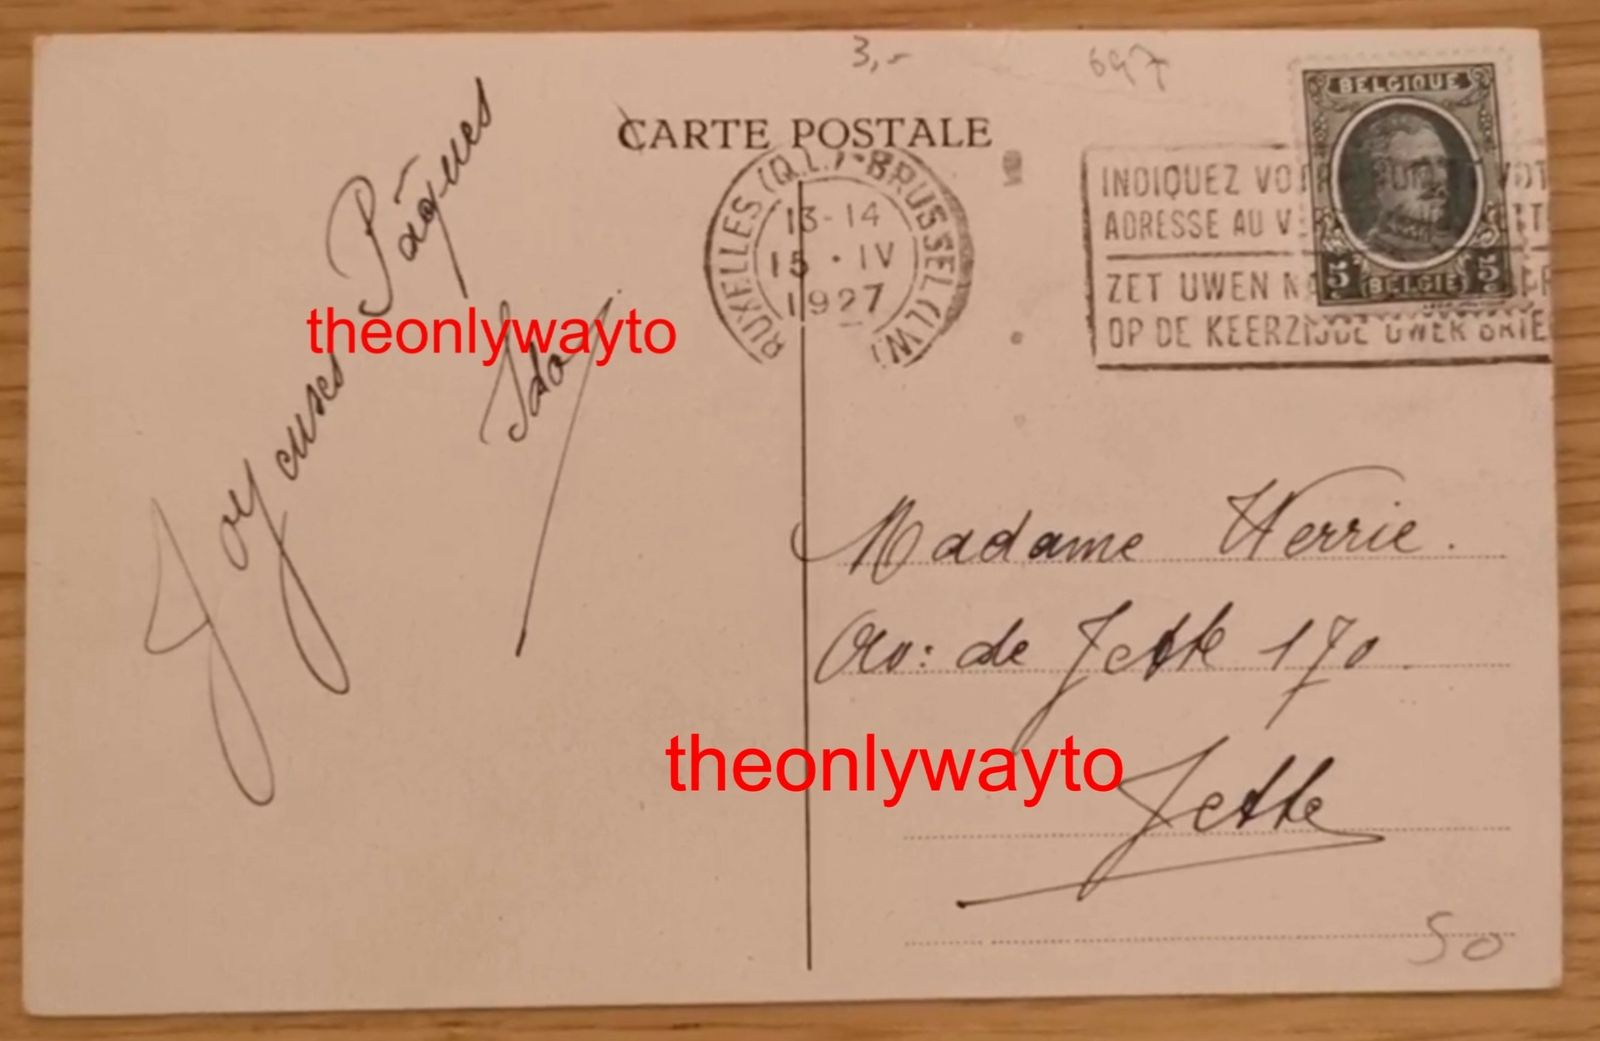 3,-
697
CARTE POSTALE
BRUXELLES (Q.L.) - BRUSSEL (L.W.)
13-14
15 · IV
1927
INDIQUEZ VO
ADRESSE AU V
ZET UWEN N
OP DE KEERZIJDE UWER BRIE
BELGIQUE
5 BELGIË 5
Joyeuses Pâques
Ida
theonlywayto
Madame Herrie.
Av: de Jette 170.
theonlywayto
Jette
50